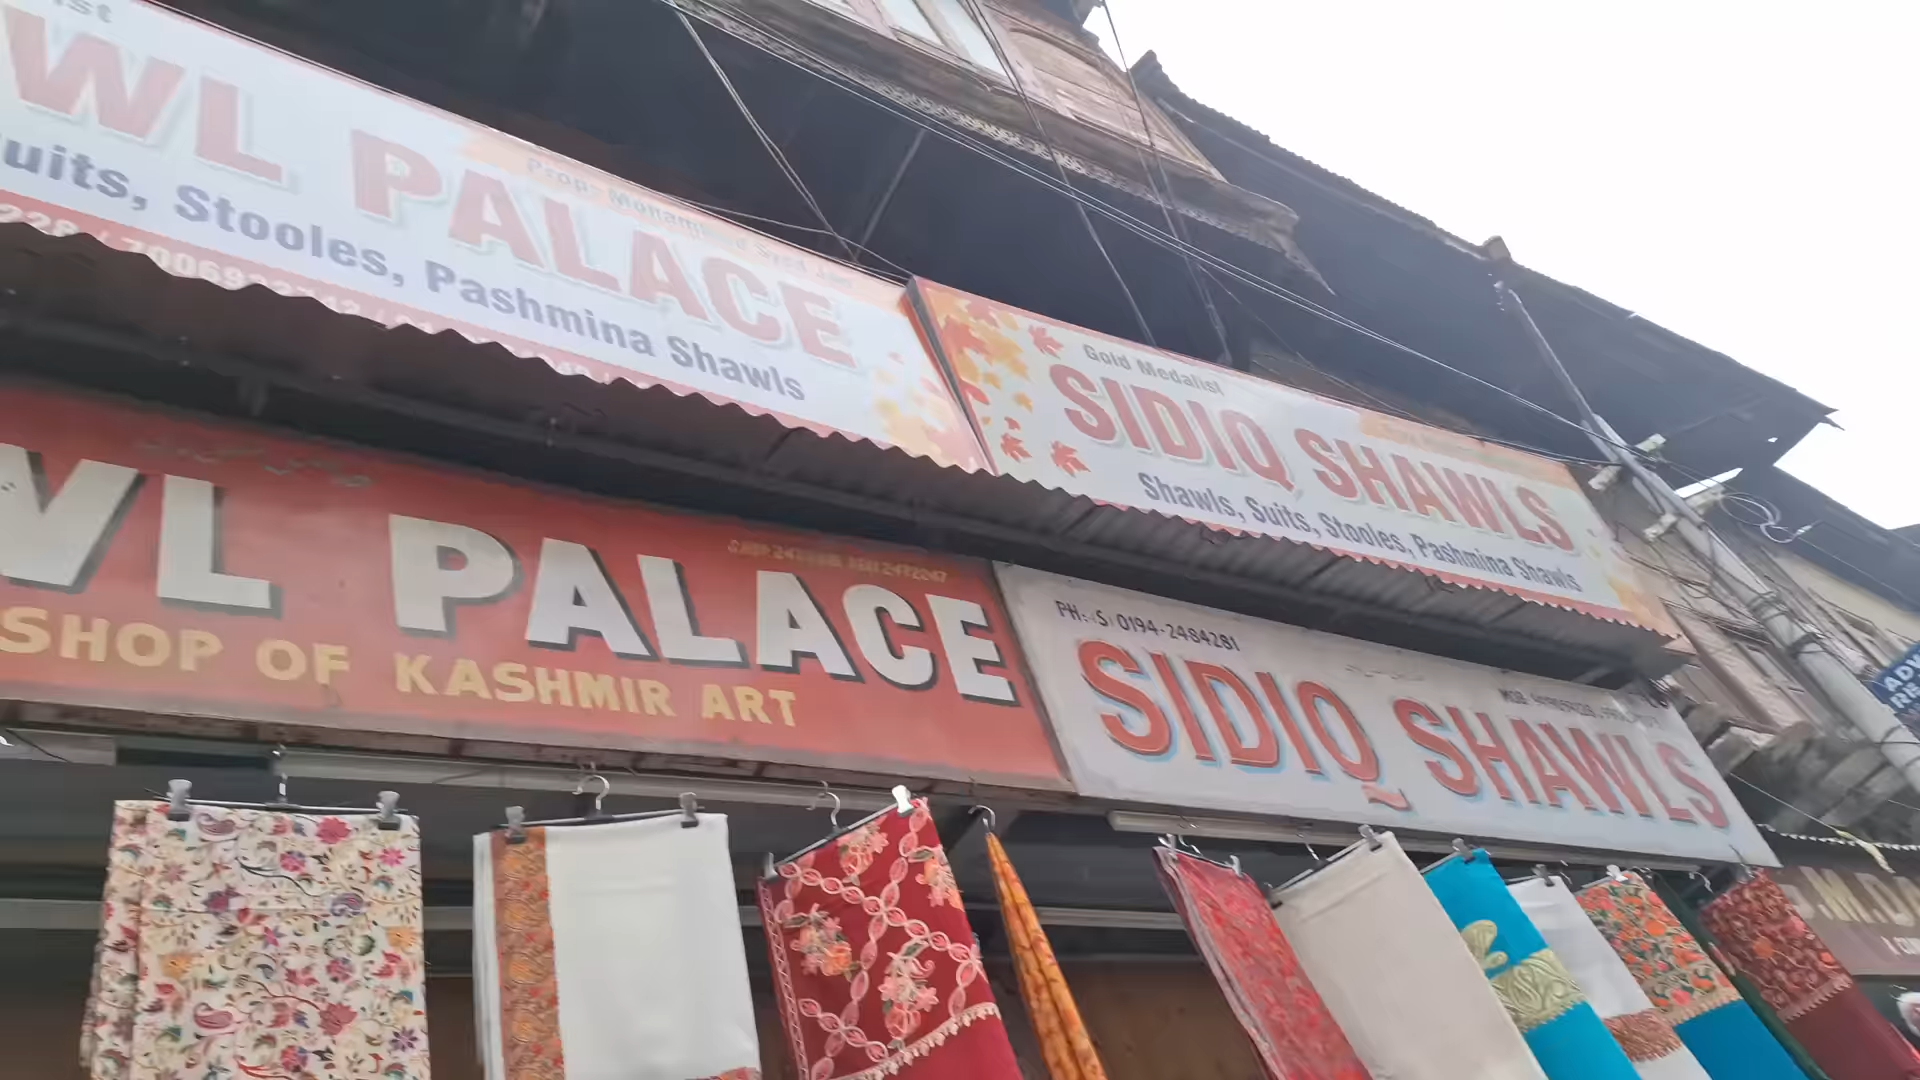 WL PALACE
uits, Stooles, Pashmina Shawls
Gold Medalist
SIDIQ SHAWLS
Shawls, Suits, Stooles, Pashmina Shawls
WL PALACE
SHOP OF KASHMIR ART
PH: (S) 0194-2484281
SIDIQ SHAWLS